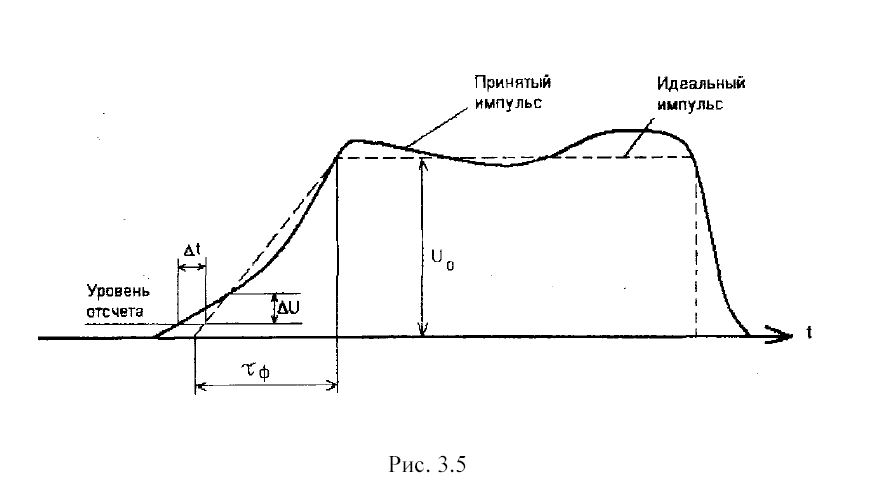 Принятый
импульс
Идеальный
импульс
Δt
Уровень
отсчета
ΔU
U₀
t
τф
Рис. 3.5